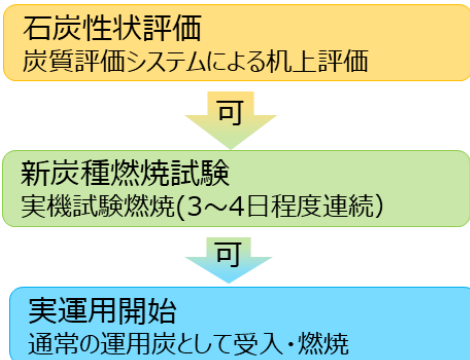 石炭性状評価
炭質評価システムによる机上評価
可
新炭種燃焼試験
実機試験燃焼(3～4日程度連続)
可
実運用開始
通常の運用炭として受入・燃焼